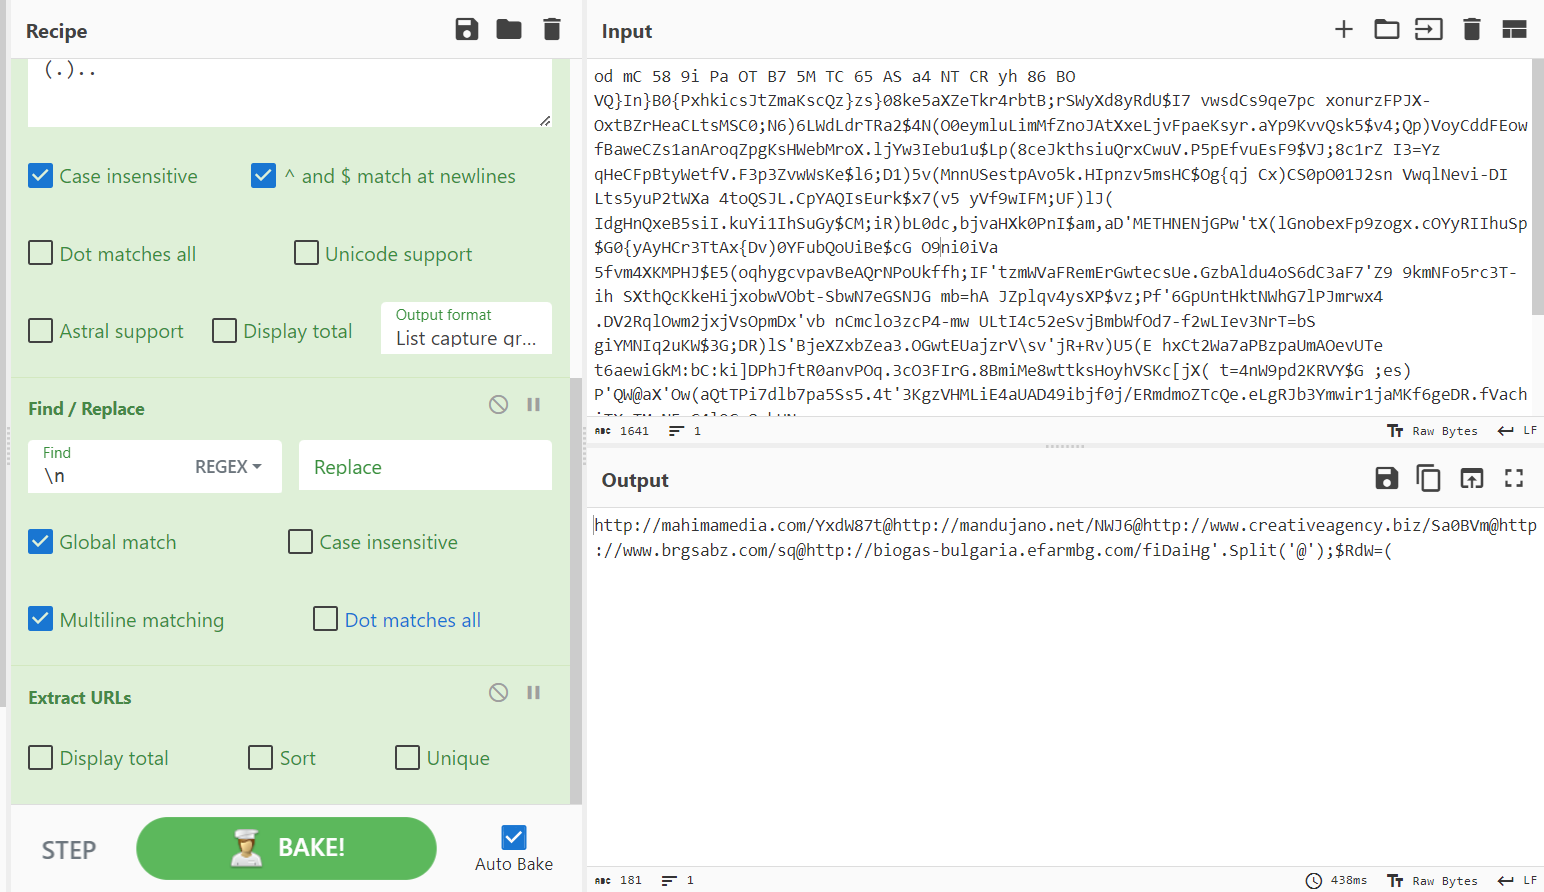 Recipe
(.)..
Case insensitive
^ and $ match at newlines
Dot matches all
Unicode support
Astral support
Display total
Output format
List capture gr...
Find / Replace
Find
\n
REGEX
Replace
Global match
Case insensitive
Multiline matching
Dot matches all
Extract URLs
Display total
Sort
Unique
STEP
BAKE!
Auto Bake
Input
od mC 58 9i Pa OT B7 5M TC 65 AS a4 NT CR yh 86 BO
VQ}In}B0{PxhkicsJtZmaKscQz}zs}08ke5aXZeTkr4rbtB;rSWyXd8yRdU$I7 vwsdCs9qe7pc xonurzFPJX-
OxtBZrHeaCLtsMSC0;N6)6LWdLdrTRa2$4N(O0eymluLimMfZnoJAtXxeLjvFpaeKsyr.aYp9KvvQsk5$v4;Qp)VoyCddFEow
fBaweCZs1anAroqZpgKsHWebMroX.ljYw3Iebu1u$Lp(8ceJkthsiuQrxCwuV.P5pEfvuEsF9$VJ;8c1rZ I3=Yz
qHeCFpBtyWetfV.F3p3ZvwWsKe$l6;D1)5v(MnnUSestpAvo5k.HIpnzv5msHC$Og{qj Cx)CS0pO01J2sn VwqlNevi-DI
Lts5yuP2tWXa 4toQSJL.CpYAQIsEurk$x7(v5 yVf9wIFM;UF)lJ(
IdgHnQxeB5siI.kuYi1IhSuGy$CM;iR)bL0dc,bjvaHXk0PnI$am,aD'METHNENjGPw'tX(lGnobexFp9zogx.cOYyRIIhuSp
$G0{yAyHCr3TtAx{Dv)0YFubQoUiBe$cG O9ni0iVa
5fvm4XKMPHJ$E5(oqhygcvpavBeAQrNPoUkffh;IF'tzmWVaFRemErGwtecsUe.GzbAldu4oS6dC3aF7'Z9 9kmNFo5rc3T-
ih SXthQcKkeHijxobwVObt-SbwN7eGSNJG mb=hA JZplqv4ysXP$vz;Pf'6GpUntHktNWhG7lPJmrwx4
.DV2RqlOwm2jxjVsOpmDx'vb nCmclo3zcP4-mw ULtI4c52eSvjBmbWfOd7-f2wLIev3NrT=bS
giYMNIq2uKW$3G;DR)lS'BjeXZxbZea3.OGwtEUajzrV\sv'jR+Rv)U5(E hxCt2Wa7aPBzpaUmAOevUTe
t6aewiGkM:bC:ki]DPhJftR0anvPOq.3cO3FIrG.8BmiMe8wttksHoyhVSKc[jX( t=4nW9pd2KRVY$G ;es)
P'QW@aX'Ow(aQtTPi7dlb7pa5Ss5.4t'3KgzVHMLiE4aUAD49ibjf0j/ERmdmoZTcQe.eLgRJb3Ymwir1jaMKf6geDR.fVach
1641
1
Raw Bytes
LF
Output
http://mahimamedia.com/YxdW87t@http://mandujano.net/NWJ6@http://www.creativeagency.biz/Sa0BVm@http
://www.brgsabz.com/sq@http://biogas-bulgaria.efarmbg.com/fiDaiHg'.Split('@');$RdW=(
181
1
438ms
Raw Bytes
LF